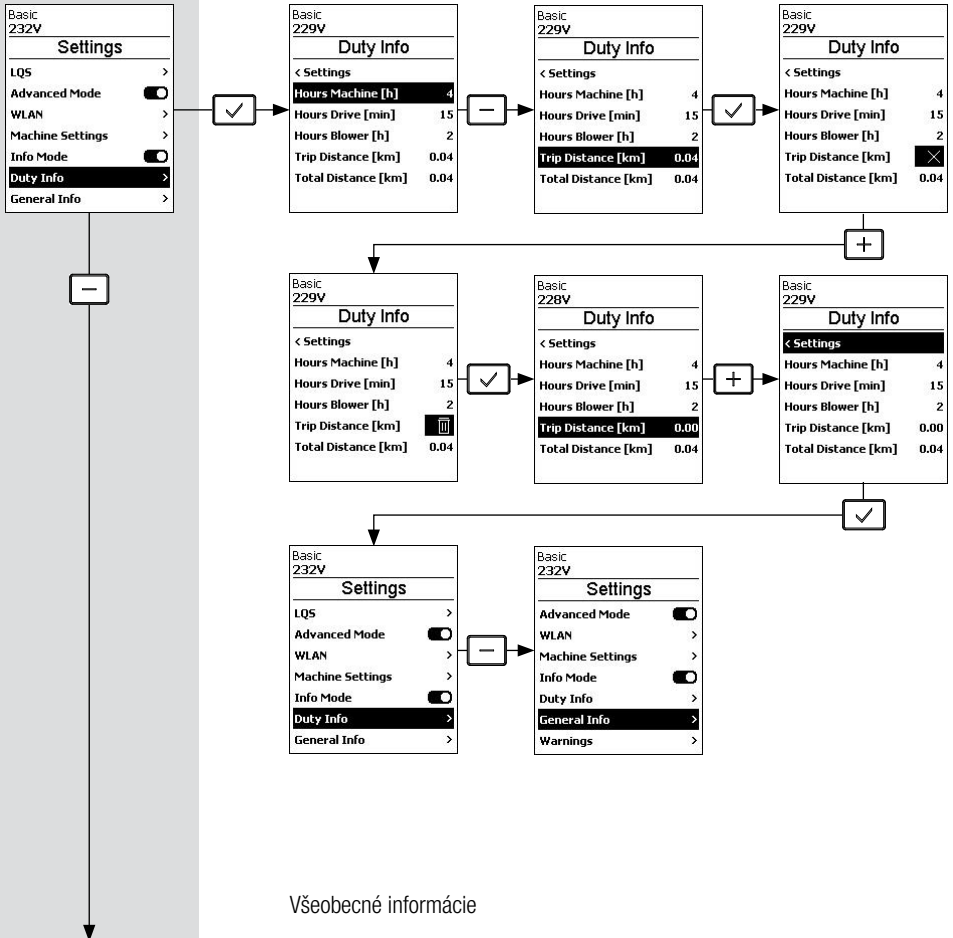 Basic
232V
Settings
LQS >
Advanced Mode
WLAN >
Machine Settings >
Info Mode
Duty Info >
General Info >
Basic
229V
Duty Info
< Settings
Hours Machine [h] 4
Hours Drive [min] 15
Hours Blower [h] 2
Trip Distance [km] 0.04
Total Distance [km] 0.04
Basic
229V
Duty Info
< Settings
Hours Machine [h] 4
Hours Drive [min] 15
Hours Blower [h] 2
Trip Distance [km] 0.04
Total Distance [km] 0.04
Basic
229V
Duty Info
< Settings
Hours Machine [h] 4
Hours Drive [min] 15
Hours Blower [h] 2
Trip Distance [km]
Total Distance [km] 0.04
Basic
229V
Duty Info
< Settings
Hours Machine [h] 4
Hours Drive [min] 15
Hours Blower [h] 2
Trip Distance [km]
Total Distance [km] 0.04
Basic
228V
Duty Info
< Settings
Hours Machine [h] 4
Hours Drive [min] 15
Hours Blower [h] 2
Trip Distance [km] 0.00
Total Distance [km] 0.04
Basic
229V
Duty Info
< Settings
Hours Machine [h] 4
Hours Drive [min] 15
Hours Blower [h] 2
Trip Distance [km] 0.00
Total Distance [km] 0.04
Basic
232V
Settings
LQS >
Advanced Mode
WLAN >
Machine Settings >
Info Mode
Duty Info >
General Info >
Basic
232V
Settings
Advanced Mode
WLAN >
Machine Settings >
Info Mode
Duty Info >
General Info >
Warnings >
Všeobecné informácie